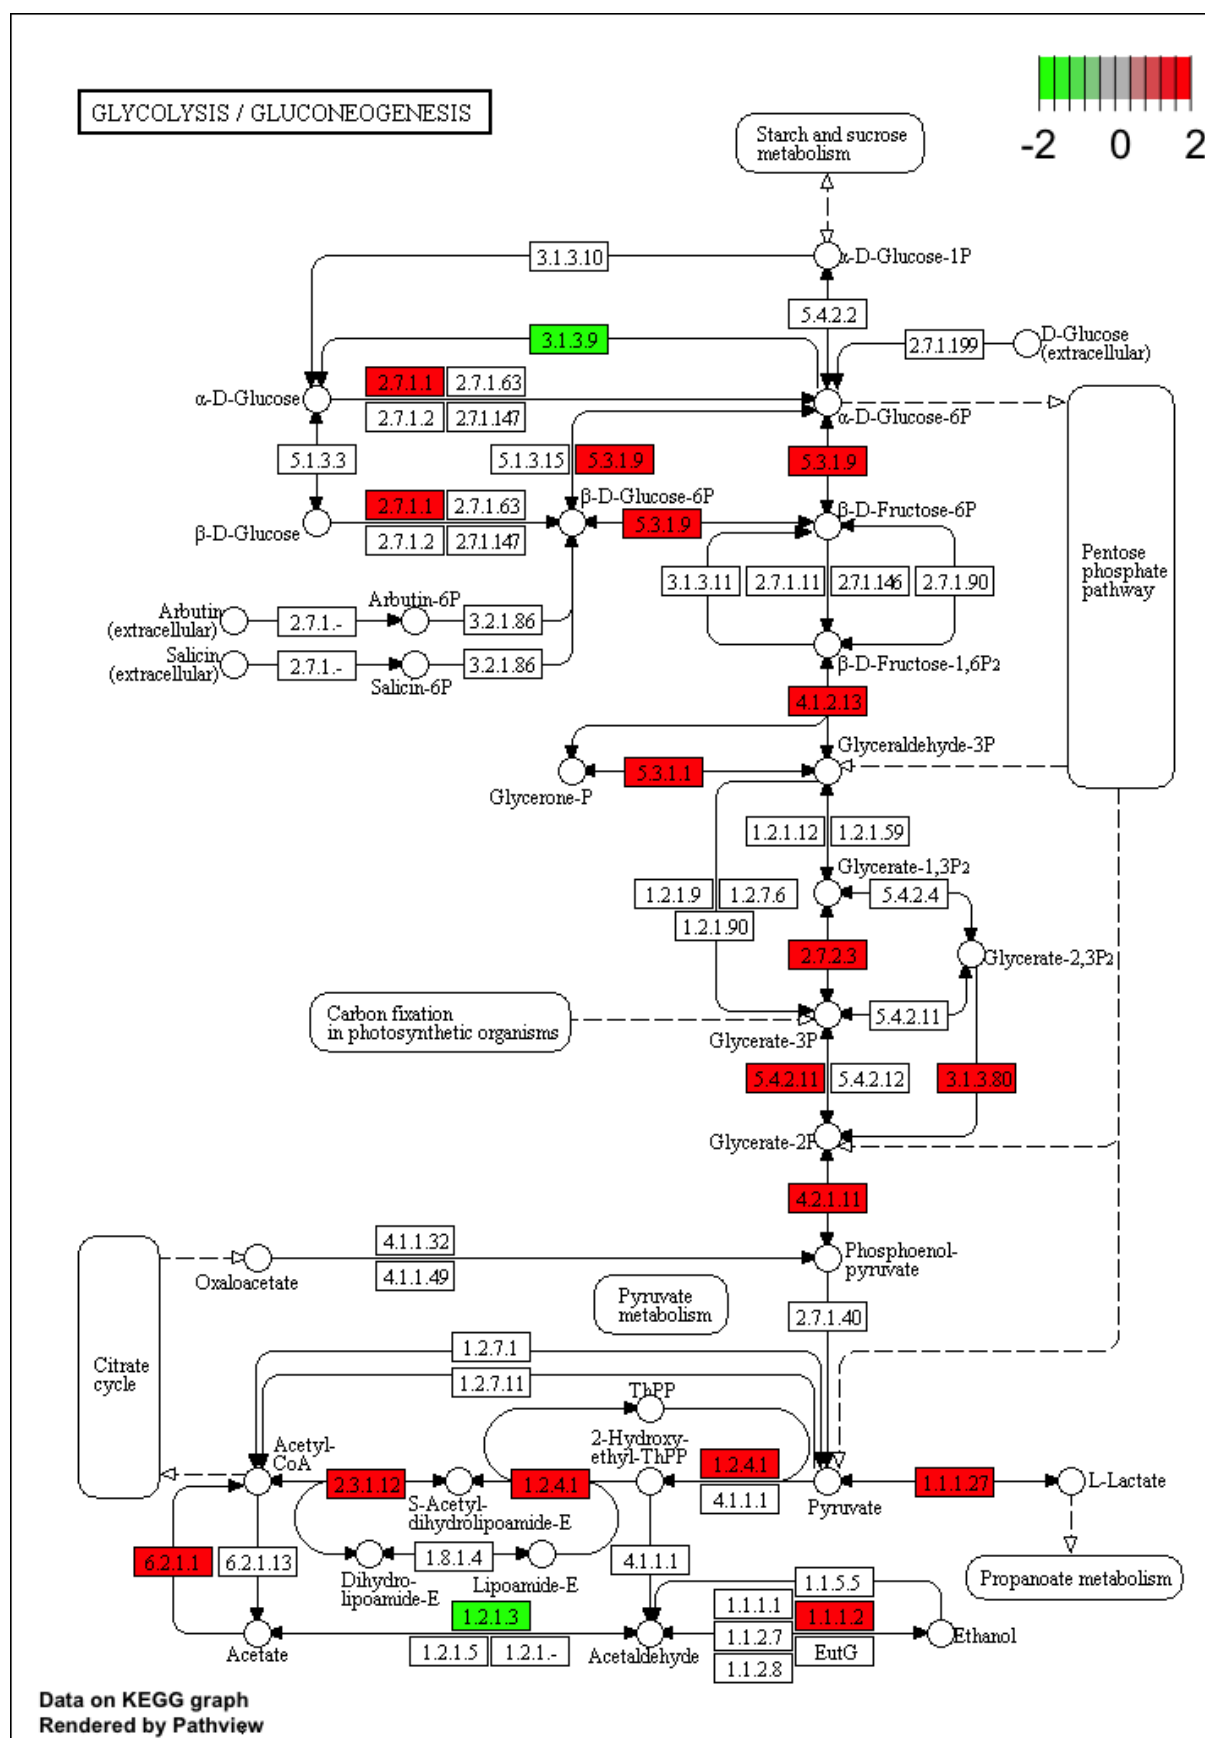 GLYCOLYSIS / GLUCONEOGENESIS
-2 0 2
Starch and sucrose
metabolism
3.1.3.10
α-D-Glucose-1P
5.4.2.2
3.1.3.9
2.7.1.199
D-Glucose
(extracellular)
2.7.1.1
2.7.1.63
α-D-Glucose
2.7.1.2
2.7.1.147
α-D-Glucose-6P
5.1.3.3
5.1.3.15
5.3.1.9
5.3.1.9
2.7.1.1
2.7.1.63
β-D-Glucose-6P
β-D-Fructose-6P
β-D-Glucose
2.7.1.2
2.7.1.147
5.3.1.9
Pentose
phosphate
pathway
3.1.3.11
2.7.1.11
2.7.1.146
2.7.1.90
Arbutin
(extracellular)
2.7.1.-
Arbutin-6P
3.2.1.86
Salicin
(extracellular)
2.7.1.-
Salicin-6P
3.2.1.86
β-D-Fructose-1,6P2
4.1.2.13
Glyceraldehyde-3P
5.3.1.1
Glycerone-P
1.2.1.12
1.2.1.59
Glycerate-1,3P2
1.2.1.9
1.2.7.6
5.4.2.4
1.2.1.90
2.7.2.3
Glycerate-2,3P2
Carbon fixation
in photosynthetic organisms
5.4.2.11
Glycerate-3P
5.4.2.11
5.4.2.12
3.1.3.80
Glycerate-2P
4.2.1.11
4.1.1.32
Oxaloacetate
4.1.1.49
Phosphoenol-
pyruvate
Pyruvate
metabolism
2.7.1.40
Citrate
cycle
1.2.7.1
1.2.7.11
ThPP
Acetyl-
CoA
2-Hydroxy-
ethyl-ThPP
1.2.4.1
2.3.1.12
1.2.4.1
4.1.1.1
Pyruvate
1.1.1.27
L-Lactate
S-Acetyl-
dihydrolipoamide-E
6.2.1.1
6.2.1.13
1.8.1.4
4.1.1.1
Dihydro-
lipoamide-E
Lipoamide-E
1.1.5.5
Propanoate metabolism
1.2.1.3
1.1.1.1
1.1.1.2
Acetate
1.2.1.5
1.2.1.-
Acetaldehyde
1.1.2.7
EutG
Ethanol
1.1.2.8
Data on KEGG graph
Rendered by Pathview